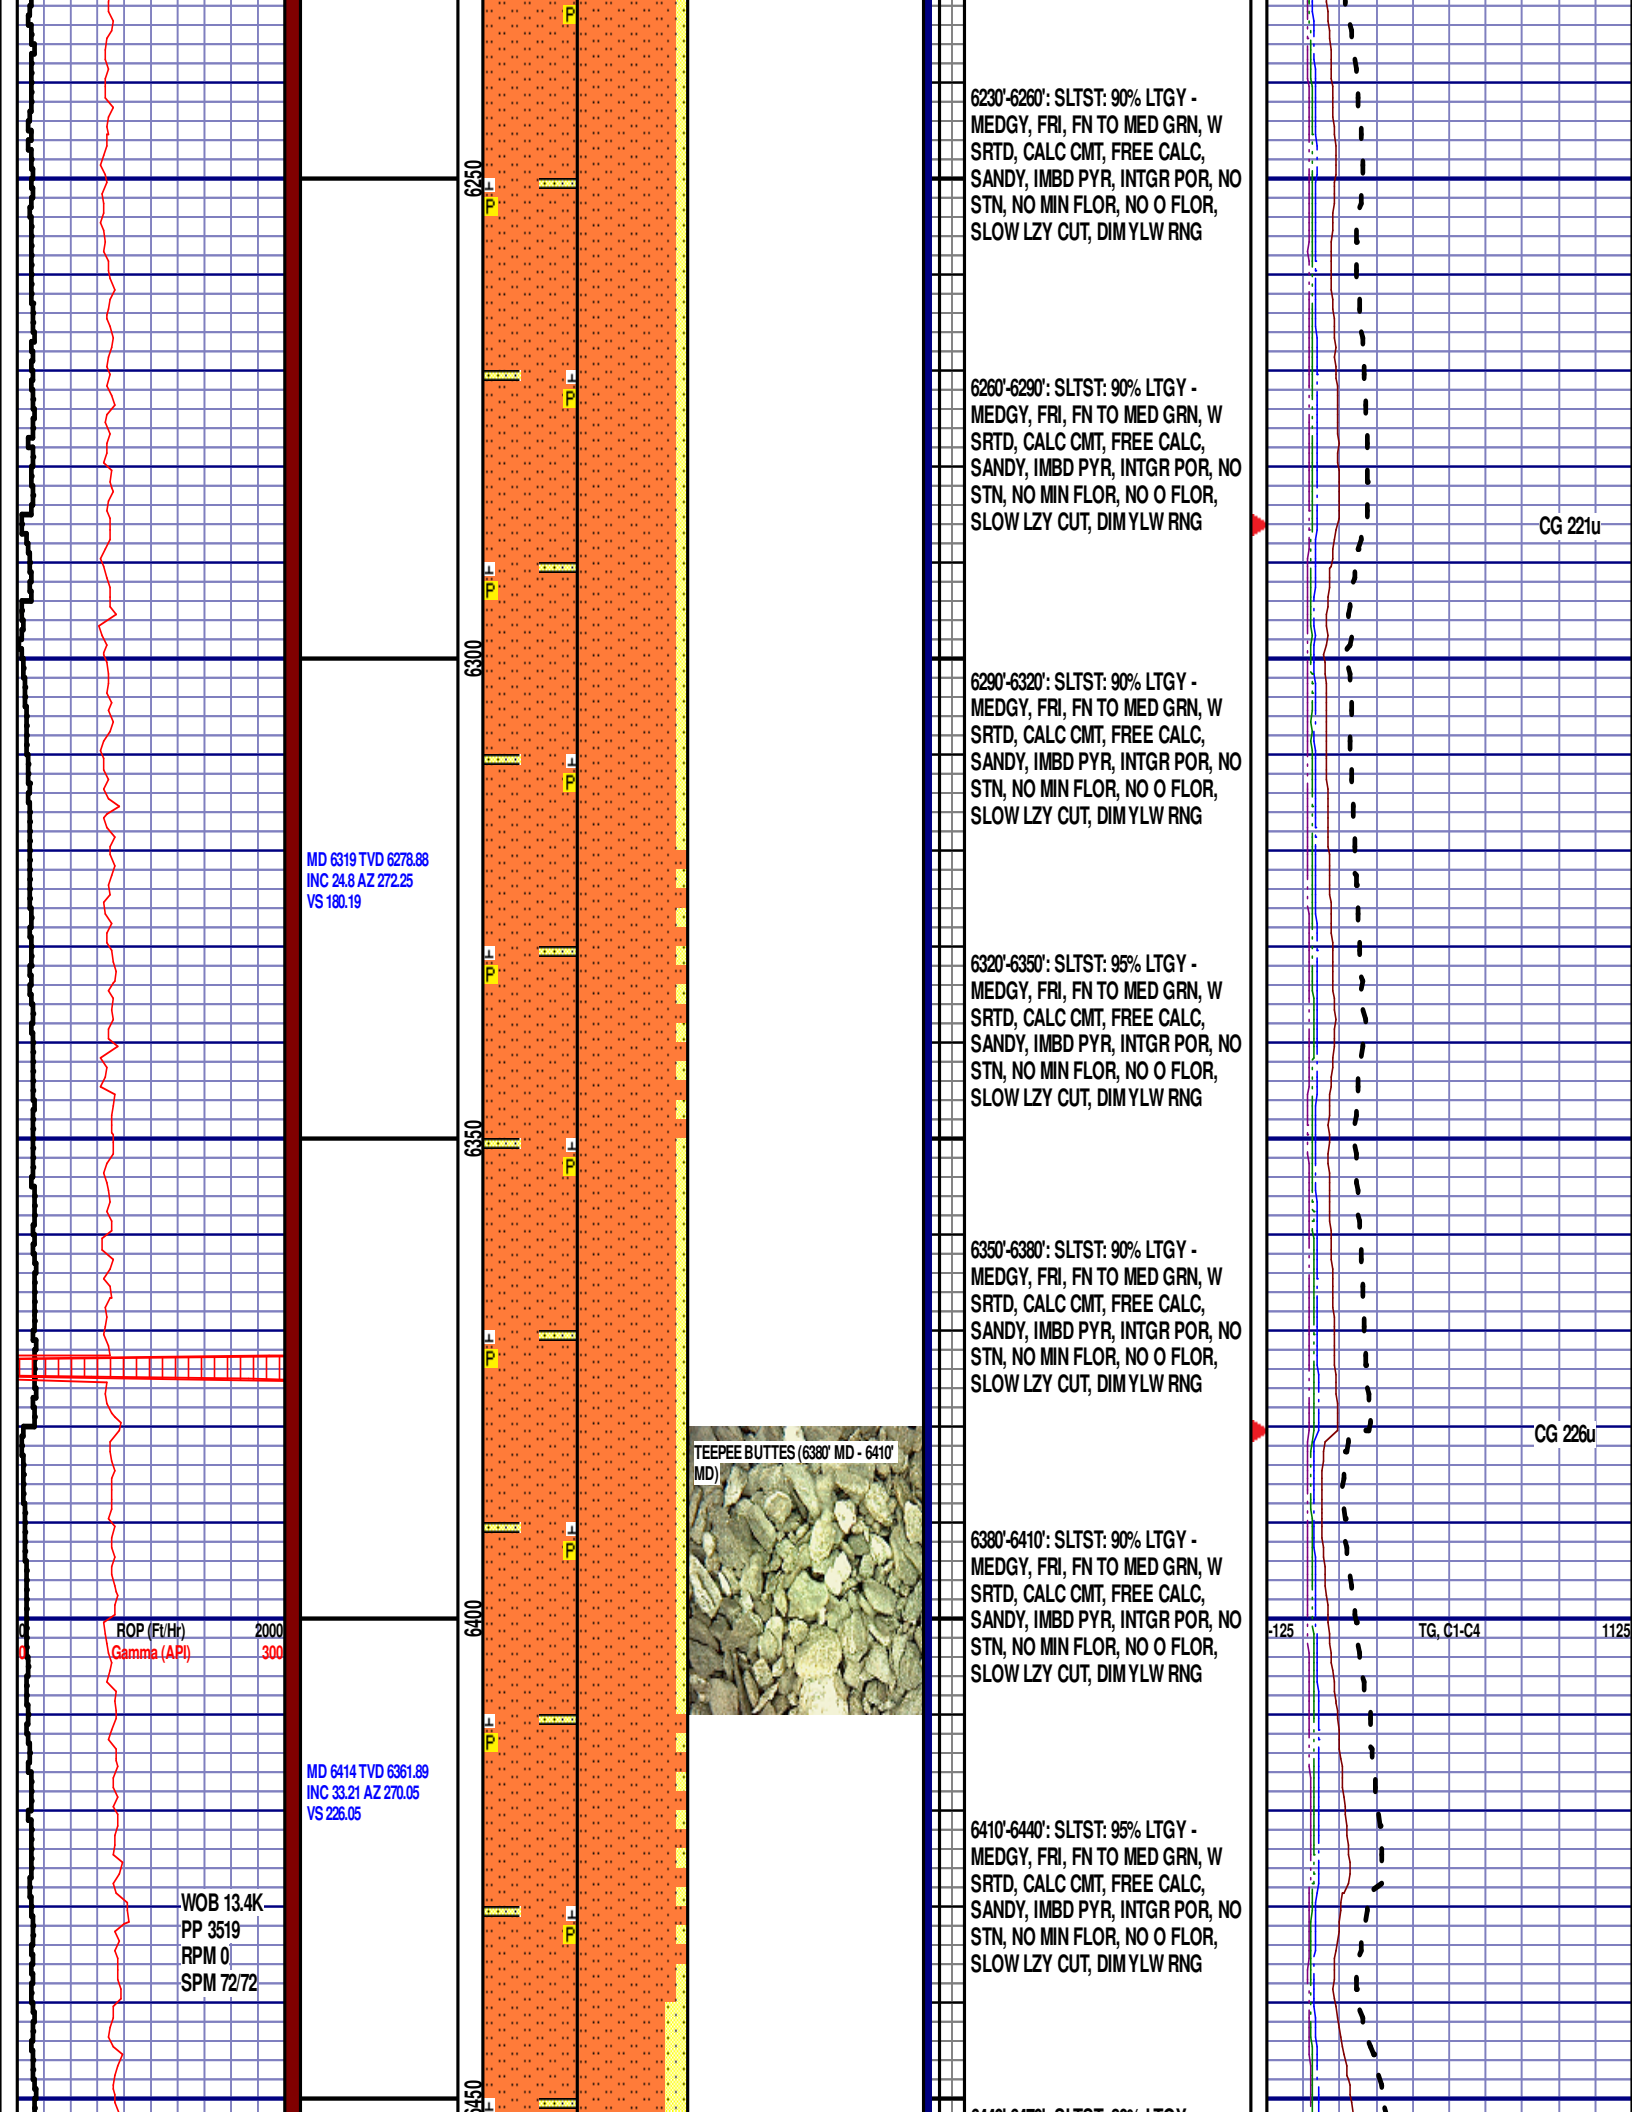 P
6230'-6260': SLTST: 90% LTGY -
MEDGY, FRI, FN TO MED GRN, W
SRTD, CALC CMT, FREE CALC,
SANDY, IMBD PYR, INTGR POR, NO
STN, NO MIN FLOR, NO O FLOR,
SLOW LZY CUT, DIM YLW RNG
6250
P
6260'-6290': SLTST: 90% LTGY -
MEDGY, FRI, FN TO MED GRN, W
SRTD, CALC CMT, FREE CALC,
SANDY, IMBD PYR, INTGR POR, NO
STN, NO MIN FLOR, NO O FLOR,
SLOW LZY CUT, DIM YLW RNG
P
CG 221u
P
6300
6290'-6320': SLTST: 90% LTGY -
MEDGY, FRI, FN TO MED GRN, W
SRTD, CALC CMT, FREE CALC,
SANDY, IMBD PYR, INTGR POR, NO
STN, NO MIN FLOR, NO O FLOR,
SLOW LZY CUT, DIM YLW RNG
P
MD 6319 TVD 6278.88
INC 24.8 AZ 272.25
VS 180.19
P
6320'-6350': SLTST: 95% LTGY -
MEDGY, FRI, FN TO MED GRN, W
SRTD, CALC CMT, FREE CALC,
SANDY, IMBD PYR, INTGR POR, NO
STN, NO MIN FLOR, NO O FLOR,
SLOW LZY CUT, DIM YLW RNG
6350
P
6350'-6380': SLTST: 90% LTGY -
MEDGY, FRI, FN TO MED GRN, W
SRTD, CALC CMT, FREE CALC,
SANDY, IMBD PYR, INTGR POR, NO
STN, NO MIN FLOR, NO O FLOR,
SLOW LZY CUT, DIM YLW RNG
P
CG 226u
TEEPEE BUTTES (6380' MD - 6410'
MD)
P
6380'-6410': SLTST: 90% LTGY -
MEDGY, FRI, FN TO MED GRN, W
SRTD, CALC CMT, FREE CALC,
SANDY, IMBD PYR, INTGR POR, NO
STN, NO MIN FLOR, NO O FLOR,
SLOW LZY CUT, DIM YLW RNG
6400
0 ROP (Ft/Hr) 2000
0 Gamma (API) 300
-125 TG, C1-C4 1125
P
MD 6414 TVD 6361.89
INC 33.21 AZ 270.05
VS 226.05
6410'-6440': SLTST: 95% LTGY -
MEDGY, FRI, FN TO MED GRN, W
SRTD, CALC CMT, FREE CALC,
SANDY, IMBD PYR, INTGR POR, NO
STN, NO MIN FLOR, NO O FLOR,
SLOW LZY CUT, DIM YLW RNG
WOB 13.4K
PP 3519
RPM 0
SPM 72/72
P